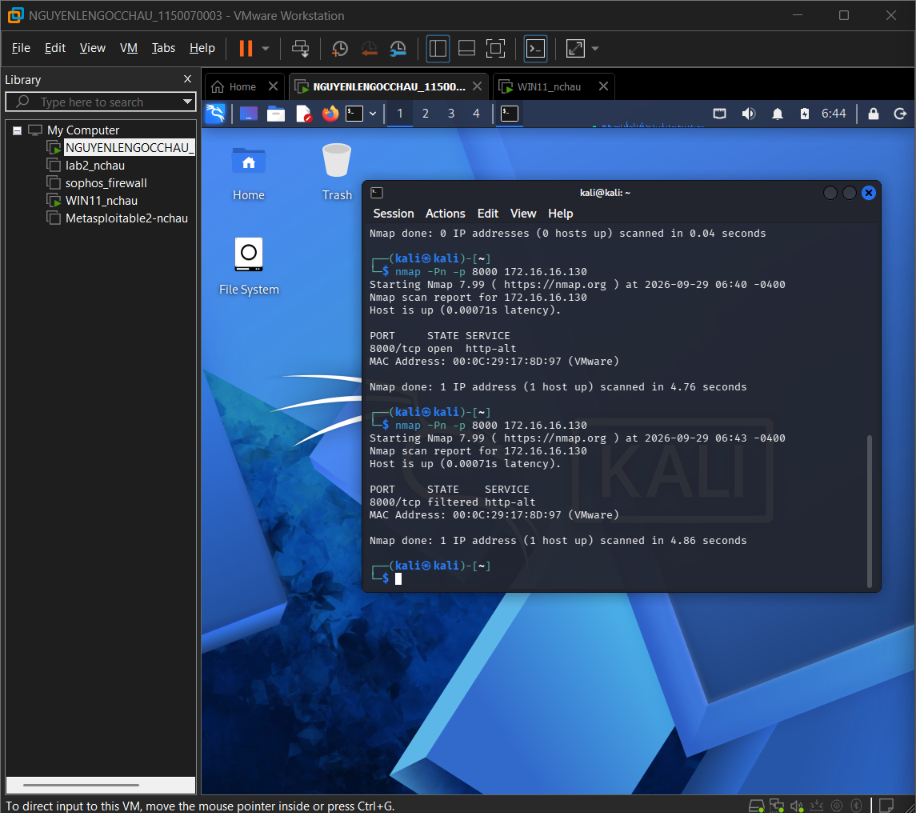 NGUYENLENGOCCHAU_1150070003 - VMware Workstation
File Edit View VM Tabs Help
Library
Type here to search
My Computer
NGUYENLENGOCCHAU_
lab2_nchau
sophos_firewall
WIN11_nchau
Metasploitable2-nchau
Home
NGUYENLENGOCCHAU_11500...
WIN11_nchau
1 2 3 4
6:44
Home
Trash
File System
kali@kali: ~
Session Actions Edit View Help
Nmap done: 0 IP addresses (0 hosts up) scanned in 0.04 seconds
┌──(kali㉿kali)-[~]
└─$ nmap -Pn -p 8000 172.16.16.130
Starting Nmap 7.99 ( https://nmap.org ) at 2026-09-29 06:40 -0400
Nmap scan report for 172.16.16.130
Host is up (0.00071s latency).
PORT     STATE SERVICE
8000/tcp open  http-alt
MAC Address: 00:0C:29:17:8D:97 (VMware)
Nmap done: 1 IP address (1 host up) scanned in 4.76 seconds
┌──(kali㉿kali)-[~]
└─$ nmap -Pn -p 8000 172.16.16.130
Starting Nmap 7.99 ( https://nmap.org ) at 2026-09-29 06:43 -0400
Nmap scan report for 172.16.16.130
Host is up (0.00071s latency).
PORT     STATE    SERVICE
8000/tcp filtered http-alt
MAC Address: 00:0C:29:17:8D:97 (VMware)
Nmap done: 1 IP address (1 host up) scanned in 4.86 seconds
┌──(kali㉿kali)-[~]
└─$
KALI
To direct input to this VM, move the mouse pointer inside or press Ctrl+G.